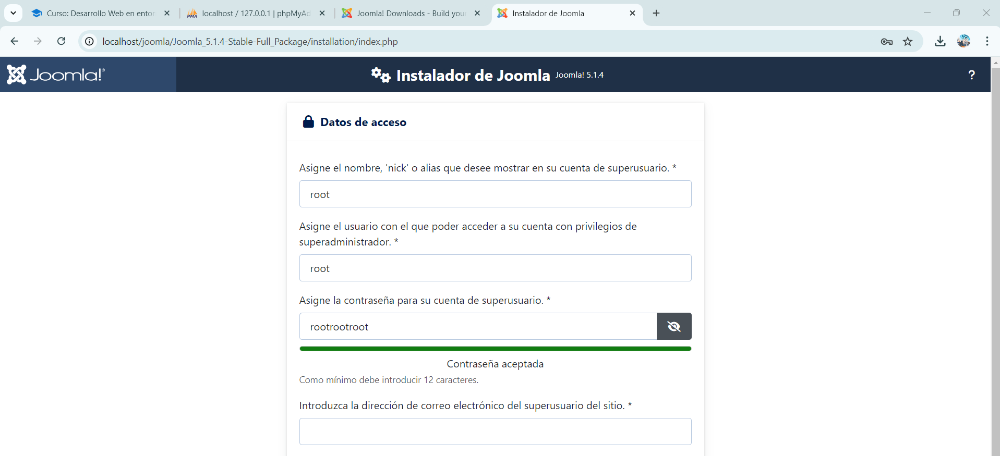 Curso: Desarrollo Web en entor
localhost / 127.0.0.1 | phpMyAd
Joomla! Downloads - Build your
Instalador de Joomla
localhost/joomla/Joomla_5.1.4-Stable-Full_Package/installation/index.php
Joomla!®
Instalador de Joomla Joomla! 5.1.4
?
Datos de acceso
Asigne el nombre, 'nick' o alias que desee mostrar en su cuenta de superusuario. *
root
Asigne el usuario con el que poder acceder a su cuenta con privilegios de
superadministrador. *
root
Asigne la contraseña para su cuenta de superusuario. *
rootrootroot
Contraseña aceptada
Como mínimo debe introducir 12 caracteres.
Introduzca la dirección de correo electrónico del superusuario del sitio. *